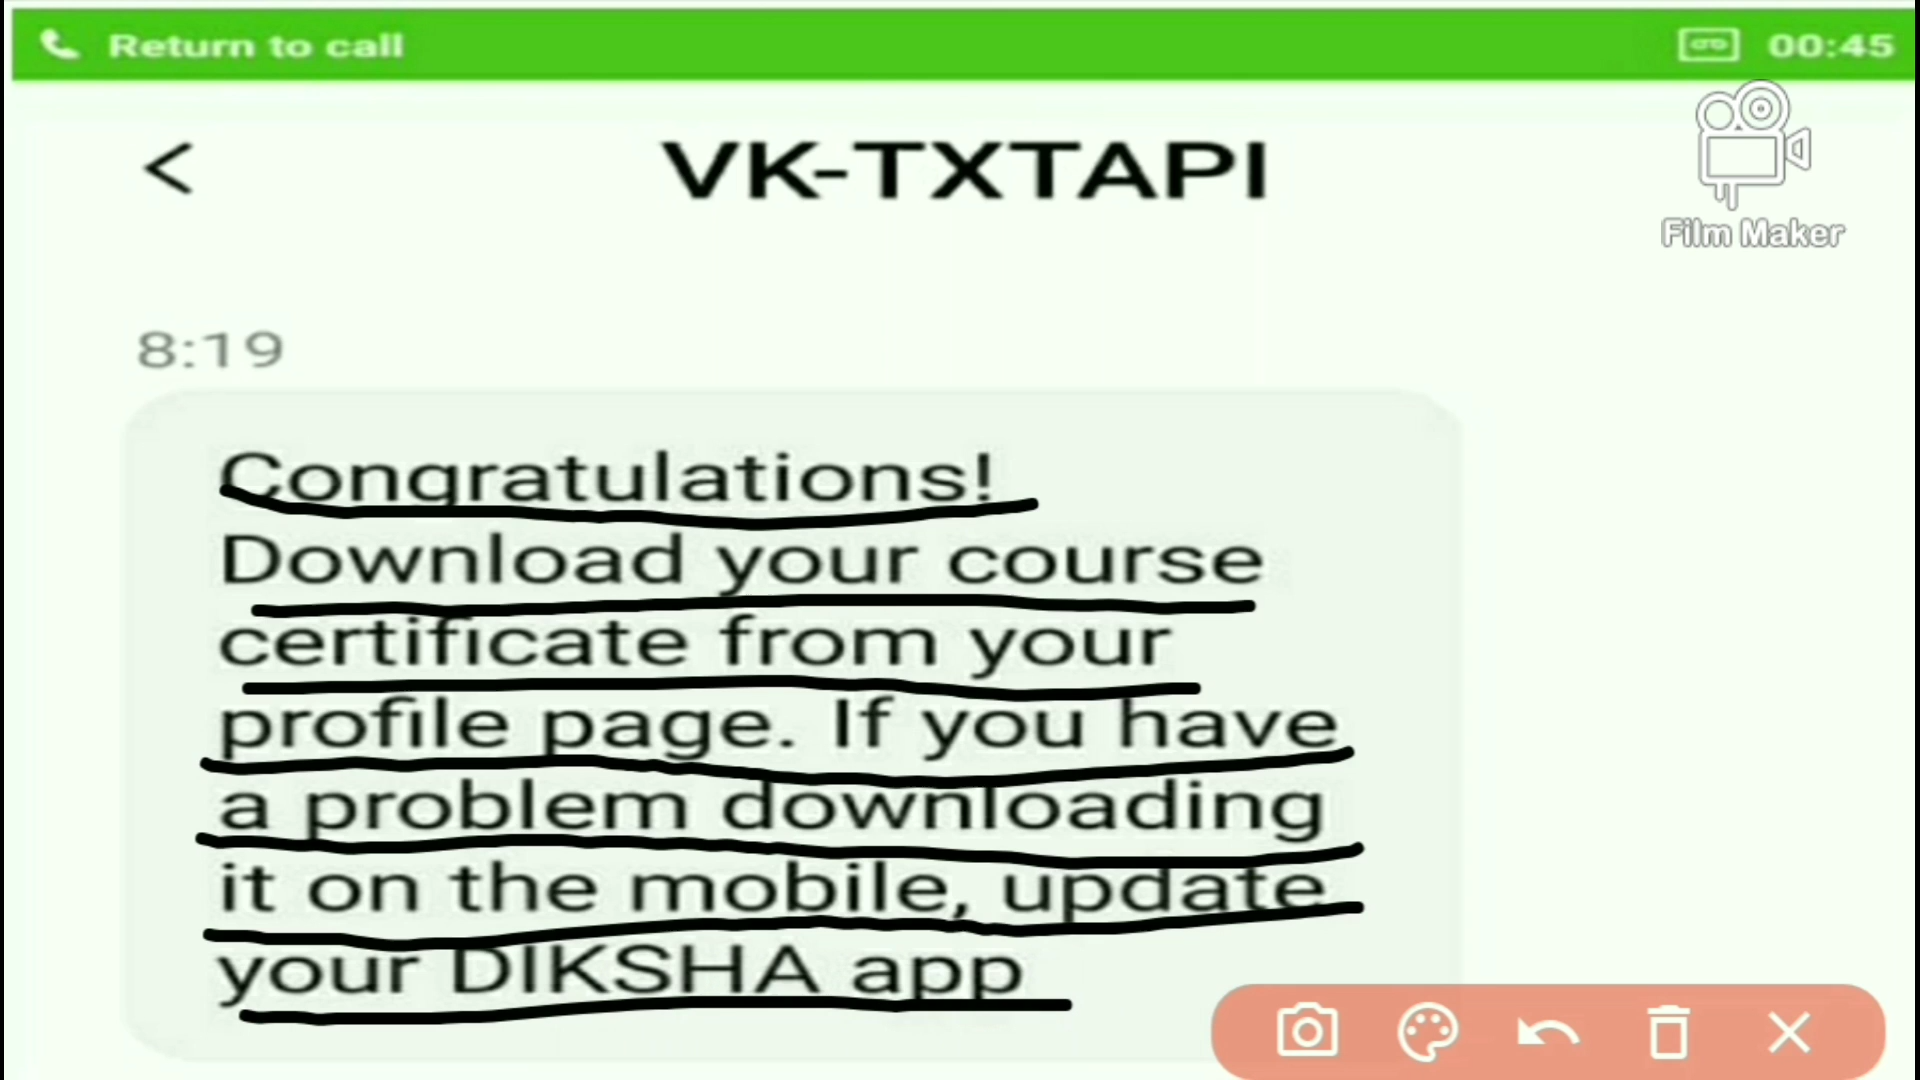 Return to call 00:45
VK-TXTAPI
Film Maker
8:19
Congratulations!
Download your course
certificate from your
profile page. If you have
a problem downloading
it on the mobile, update
your DIKSHA app